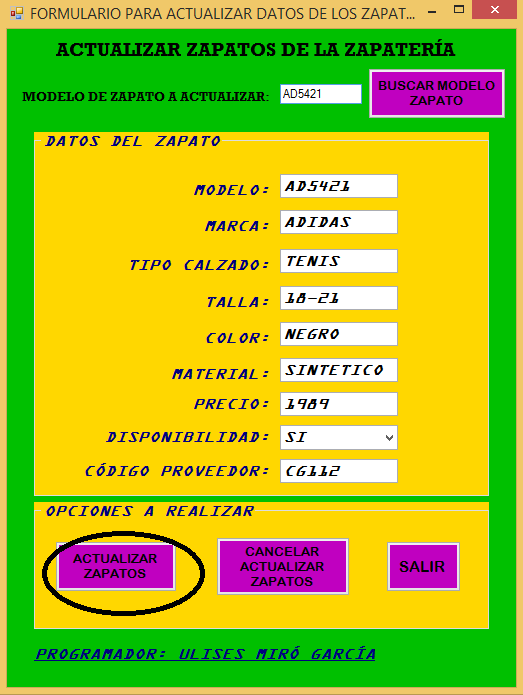 FORMULARIO PARA ACTUALIZAR DATOS DE LOS ZAPAT...
ACTUALIZAR ZAPATOS DE LA ZAPATERÍA
MODELO DE ZAPATO A ACTUALIZAR: AD5421 BUSCAR MODELO
ZAPATO
DATOS DEL ZAPATO
MODELO: AD5421
MARCA: ADIDAS
TIPO CALZADO: TENIS
TALLA: 18-21
COLOR: NEGRO
MATERIAL: SINTETICO
PRECIO: 1989
DISPONIBILIDAD: SI
CÓDIGO PROVEEDOR: CG112
OPCIONES A REALIZAR
ACTUALIZAR
ZAPATOS
CANCELAR
ACTUALIZAR
ZAPATOS
SALIR
PROGRAMADOR: ULISES MIRÓ GARCÍA